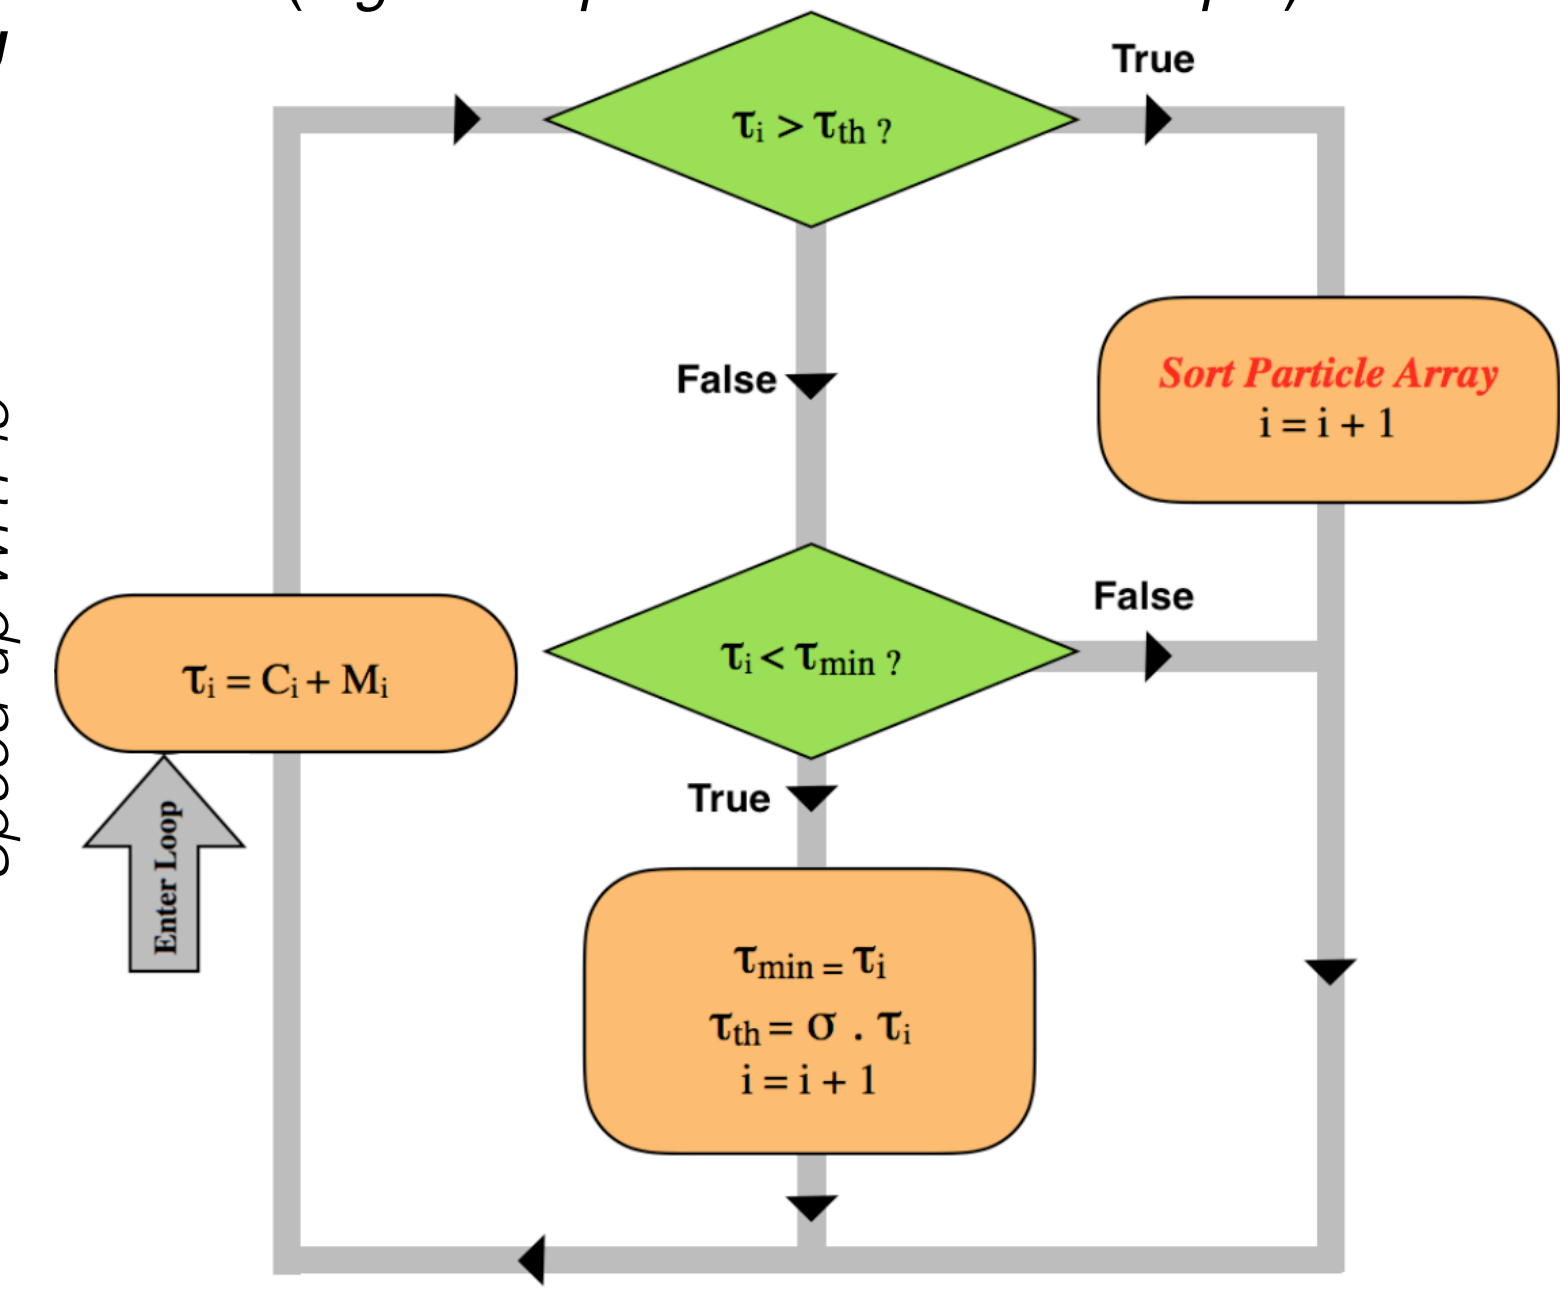 True
τi > τth ?
Sort Particle Array
i = i + 1
False
False
τi < τmin ?
τi = Ci + Mi
True
Enter Loop
τmin = τi
τth = σ . τi
i = i + 1